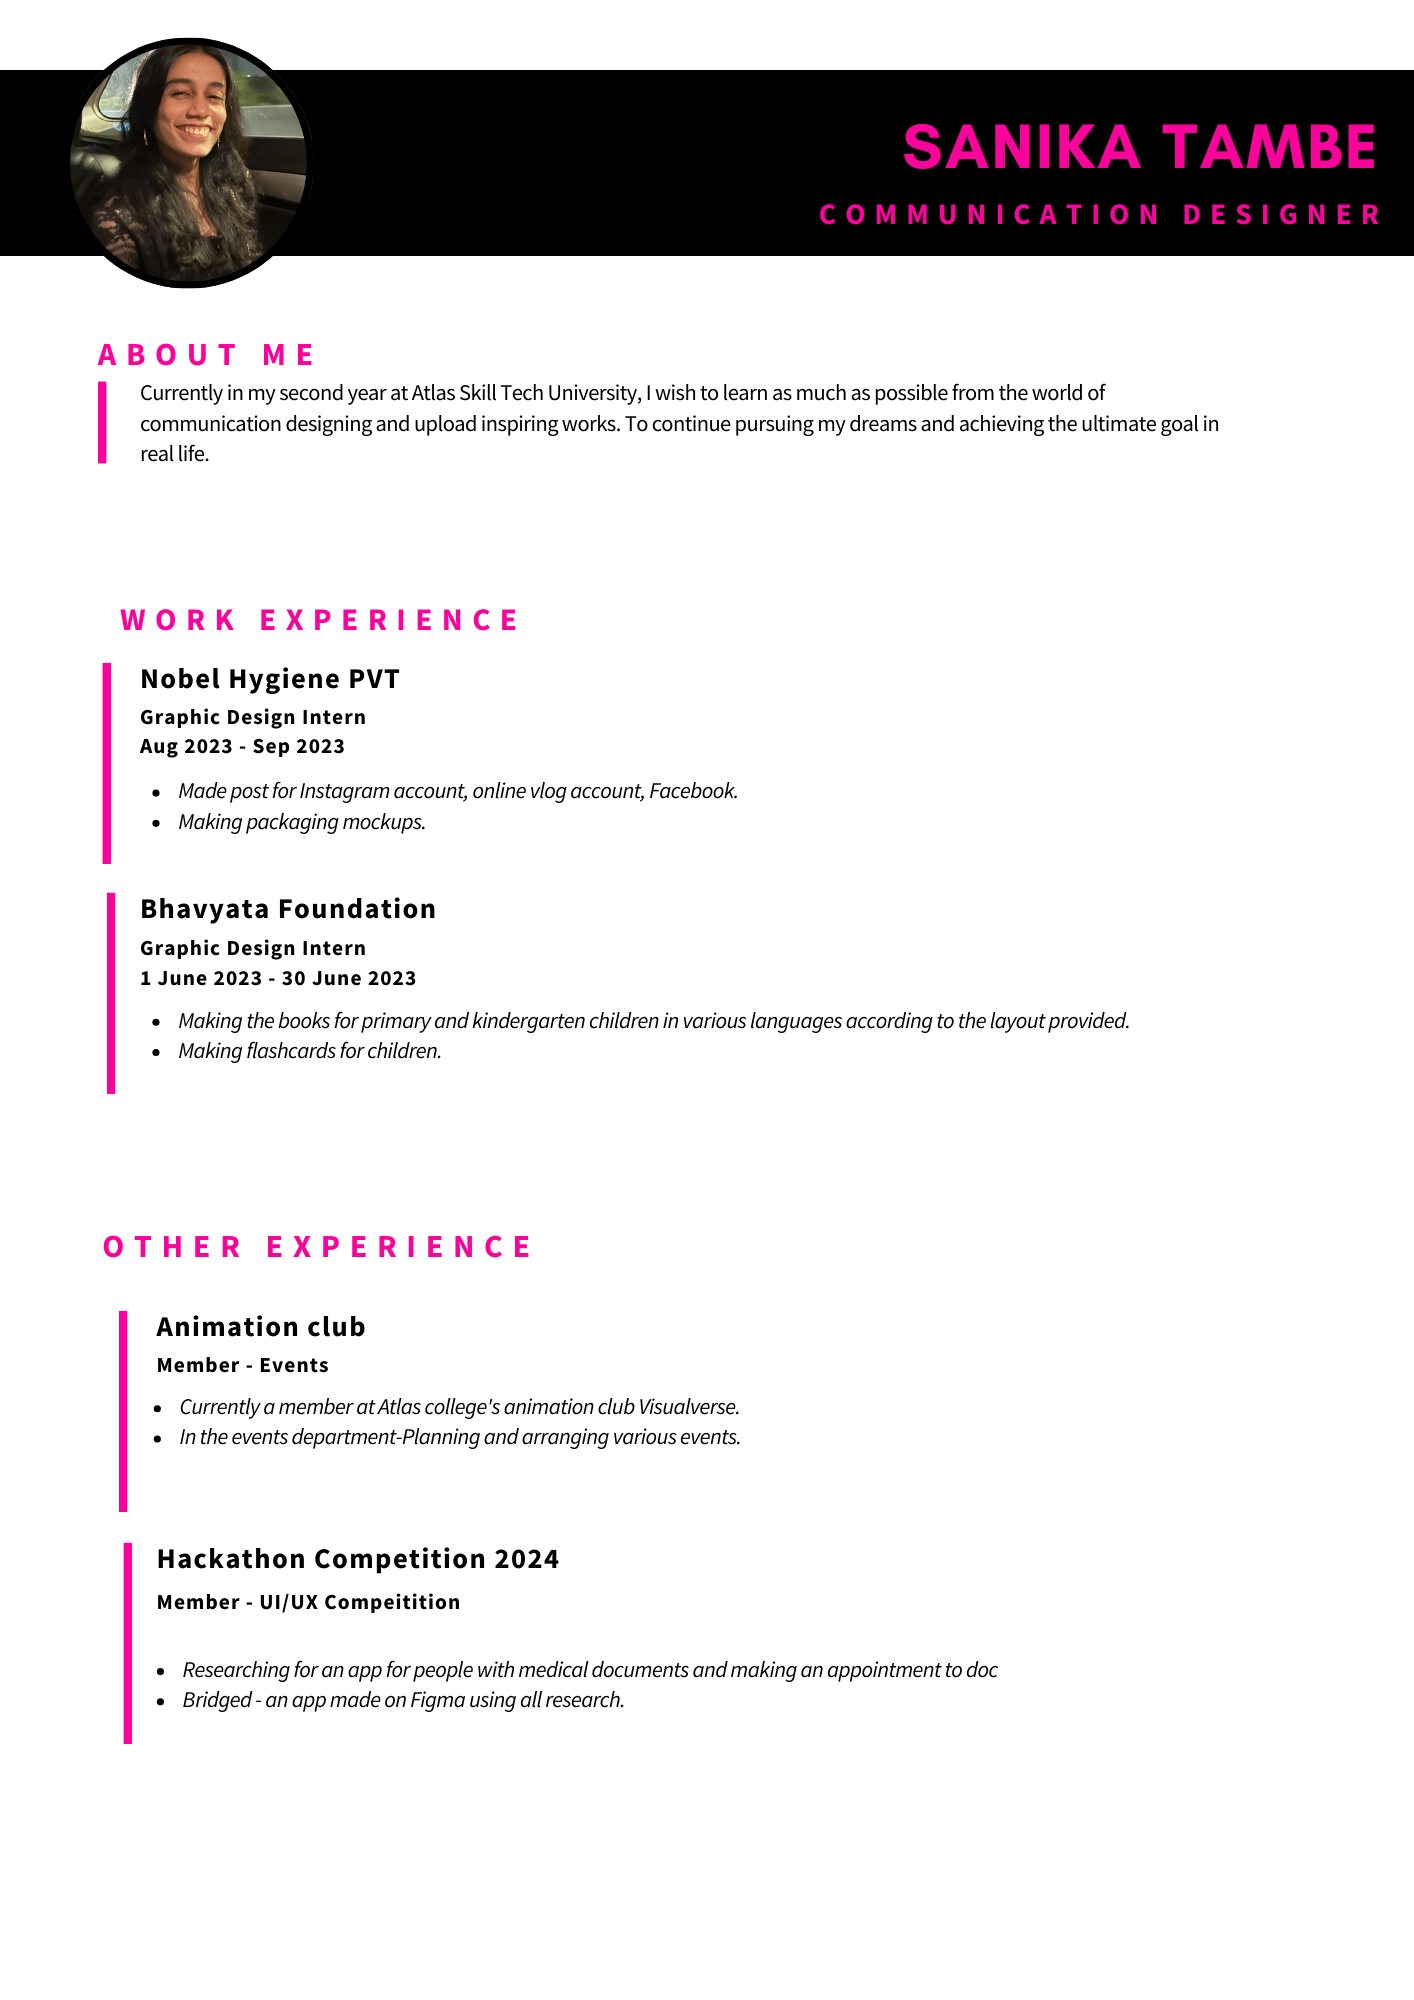 SANIKA TAMBE
COMMUNICATION DESIGNER
ABOUT ME
Currently in my second year at Atlas Skill Tech University, I wish to learn as much as possible from the world of
communication designing and upload inspiring works. To continue pursuing my dreams and achieving the ultimate goal in
real life.
WORK EXPERIENCE
Nobel Hygiene PVT
Graphic Design Intern
Aug 2023 - Sep 2023
• Made post for Instagram account, online vlog account, Facebook.
• Making packaging mockups.
Bhavyata Foundation
Graphic Design Intern
1 June 2023 - 30 June 2023
• Making the books for primary and kindergarten children in various languages according to the layout provided.
• Making flashcards for children.
OTHER EXPERIENCE
Animation club
Member - Events
• Currently a member at Atlas college's animation club Visualverse.
• In the events department-Planning and arranging various events.
Hackathon Competition 2024
Member - UI/UX Compeitition
• Researching for an app for people with medical documents and making an appointment to doc
• Bridged - an app made on Figma using all research.